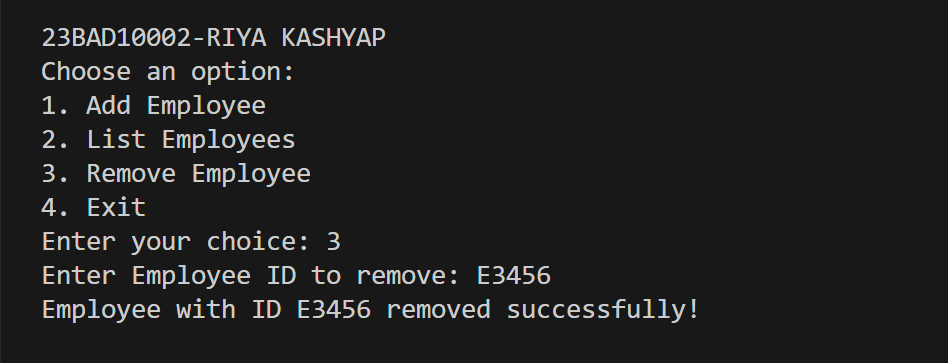 23BAD10002-RIYA KASHYAP
Choose an option:
1. Add Employee
2. List Employees
3. Remove Employee
4. Exit
Enter your choice: 3
Enter Employee ID to remove: E3456
Employee with ID E3456 removed successfully!